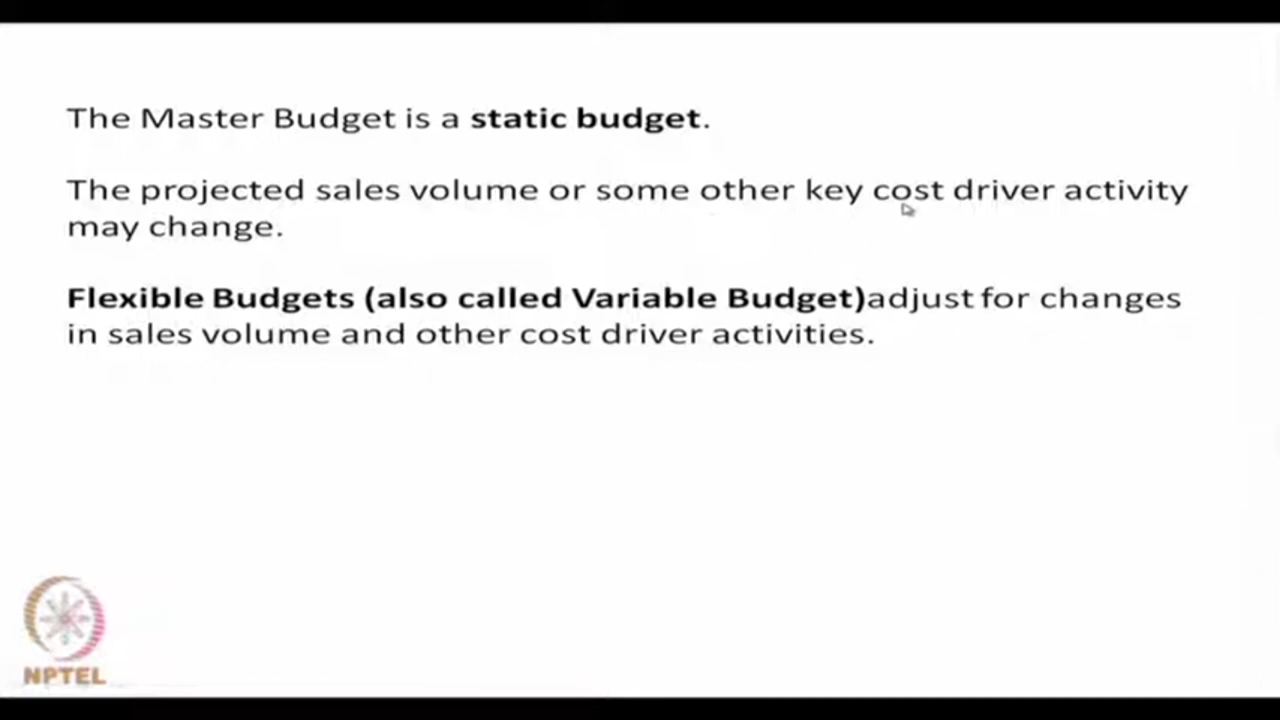 The Master Budget is a static budget.
The projected sales volume or some other key cost driver activity
may change.
Flexible Budgets (also called Variable Budget)adjust for changes
in sales volume and other cost driver activities.
NPTEL